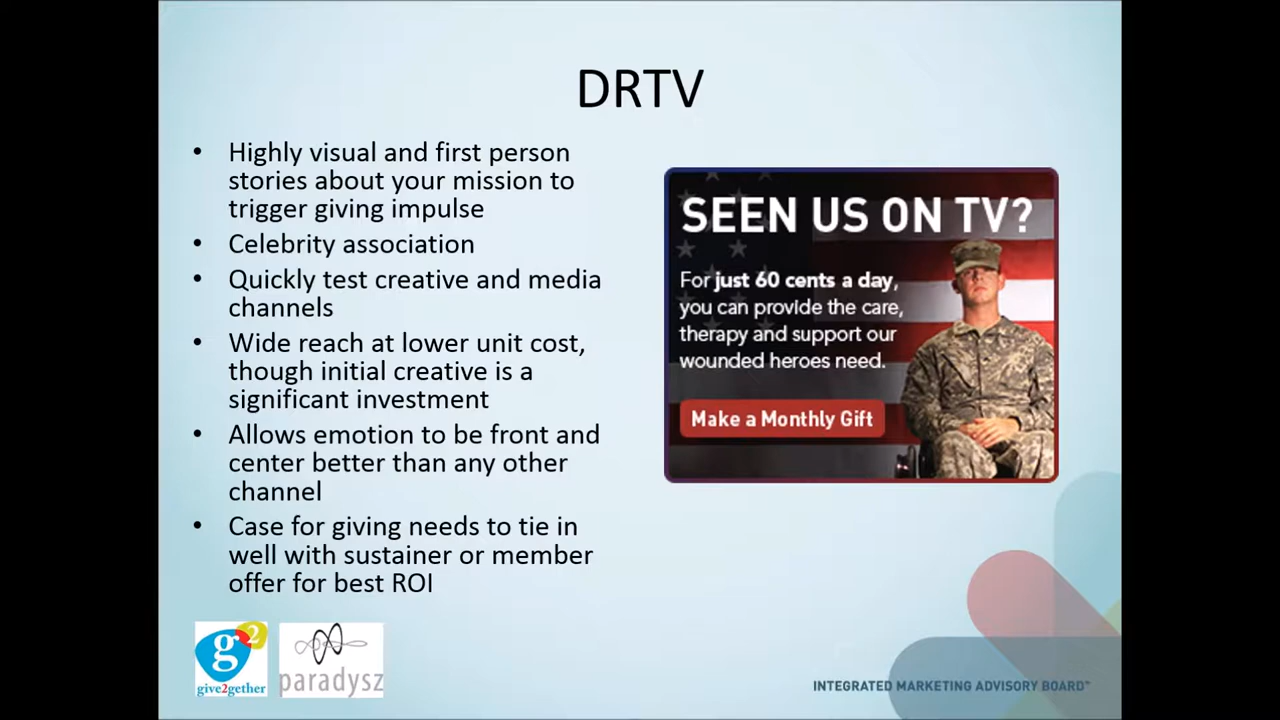 DRTV
• Highly visual and first person
stories about your mission to
trigger giving impulse
• Celebrity association
• Quickly test creative and media
channels
• Wide reach at lower unit cost,
though initial creative is a
significant investment
• Allows emotion to be front and
center better than any other
channel
• Case for giving needs to tie in
well with sustainer or member
offer for best ROI
SEEN US ON TV?
For just 60 cents a day,
you can provide the care,
therapy and support our
wounded heroes need.
Make a Monthly Gift
g2
give2gether
paradysz
INTEGRATED MARKETING ADVISORY BOARD™